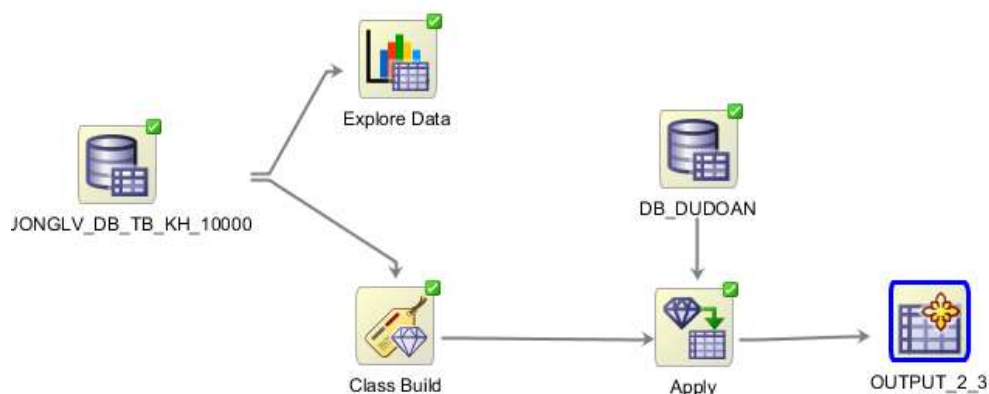 Explore Data
JONGLV_DB_TB_KH_10000
DB_DUDOAN
Class Build
Apply
OUTPUT_2_3